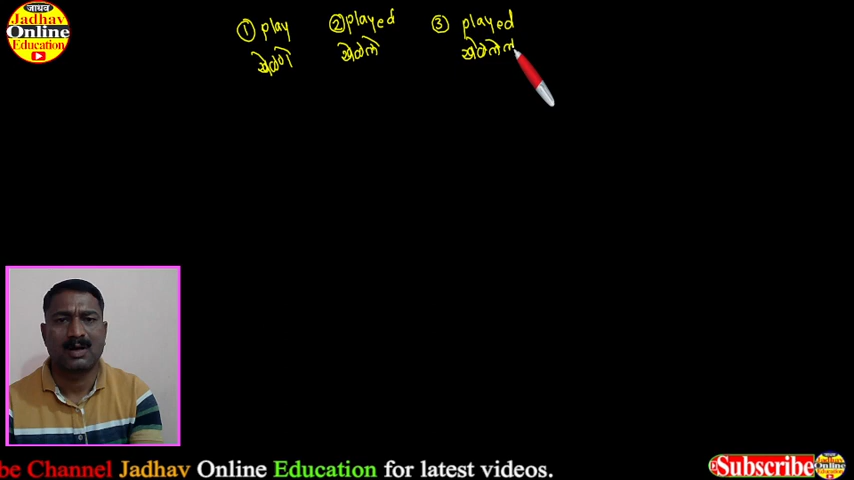 जाधव
Jadhav
Online
Education
① play ② played ③ played
खेळणे खेळले खेळलेल
be Channel Jadhav Online Education for latest videos.
Subscribe